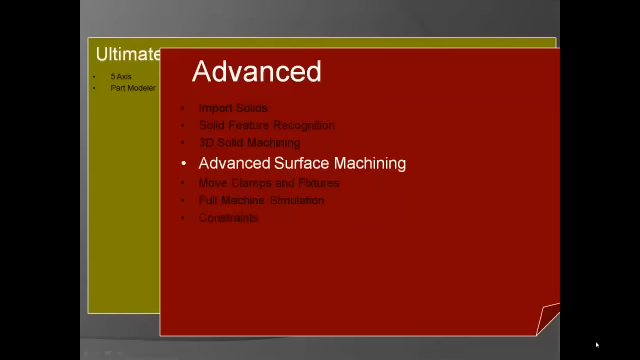 Ultimate
• 5 Axis
• Part Modeler
Advanced
• Import Solids
• Solid Feature Recognition
• 3D Solid Machining
• Advanced Surface Machining
• Move Clamps and Fixtures
• Full Machine Simulation
• Constraints